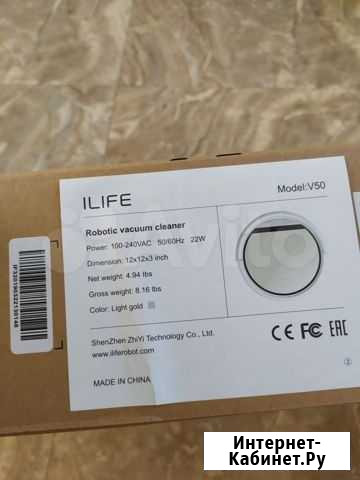 ILIFE
Model:V50
Robotic vacuum cleaner
Power: 100-240VAC 50/60Hz 22W
Dimension: 12x12x3 inch
Net weight: 4.94 lbs
Gross weight: 8.16 lbs
Color: Light gold
ShenZhen ZhiYi Technology Co., Ltd.
www.iliferobot.com
CE FC EAC
MADE IN CHINA
2
Avito
Интернет-
Кабинет.Ру